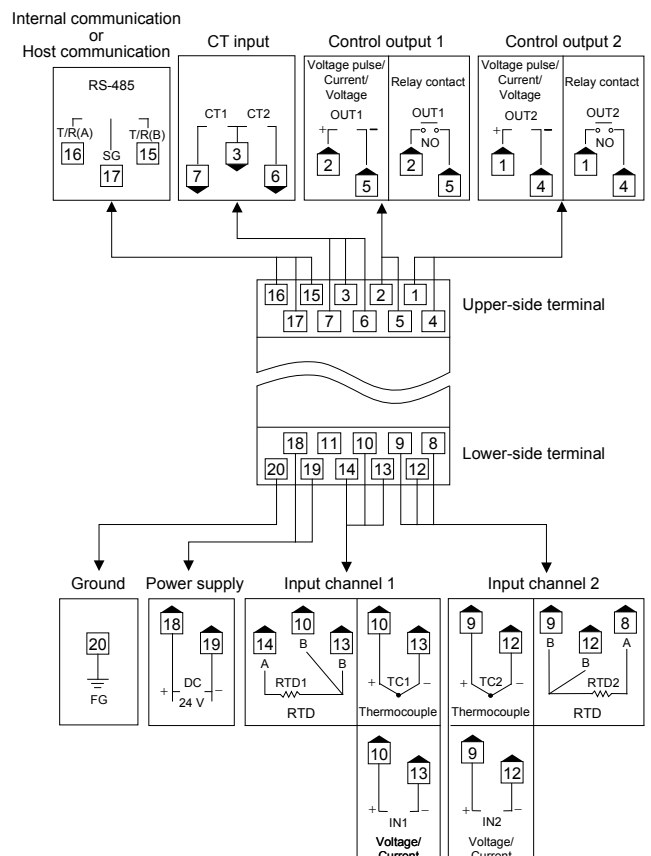 Internal communication
or
Host communication
CT input
Control output 1
Control output 2
RS-485
T/R(A)
T/R(B)
16
SG
15
17
CT1
CT2
7
3
6
Voltage pulse/
Current/
Voltage
OUT1
+
−
2
5
Relay contact
OUT1
NO
2
5
Voltage pulse/
Current/
Voltage
OUT2
+
−
1
4
Relay contact
OUT2
NO
1
4
16
15
3
2
1
17
7
6
5
4
Upper-side terminal
18
11
10
9
8
20
19
14
13
12
Lower-side terminal
Ground
Power supply
Input channel 1
Input channel 2
20
FG
18
19
+
DC
−
24 V
14
10
13
A
B
B
RTD1
RTD
10
13
+
TC1
−
Thermocouple
9
12
+
TC2
−
Thermocouple
9
12
8
B
B
A
RTD2
RTD
10
13
+
−
IN1
Voltage/
Current
9
12
+
−
IN2
Voltage/
Current